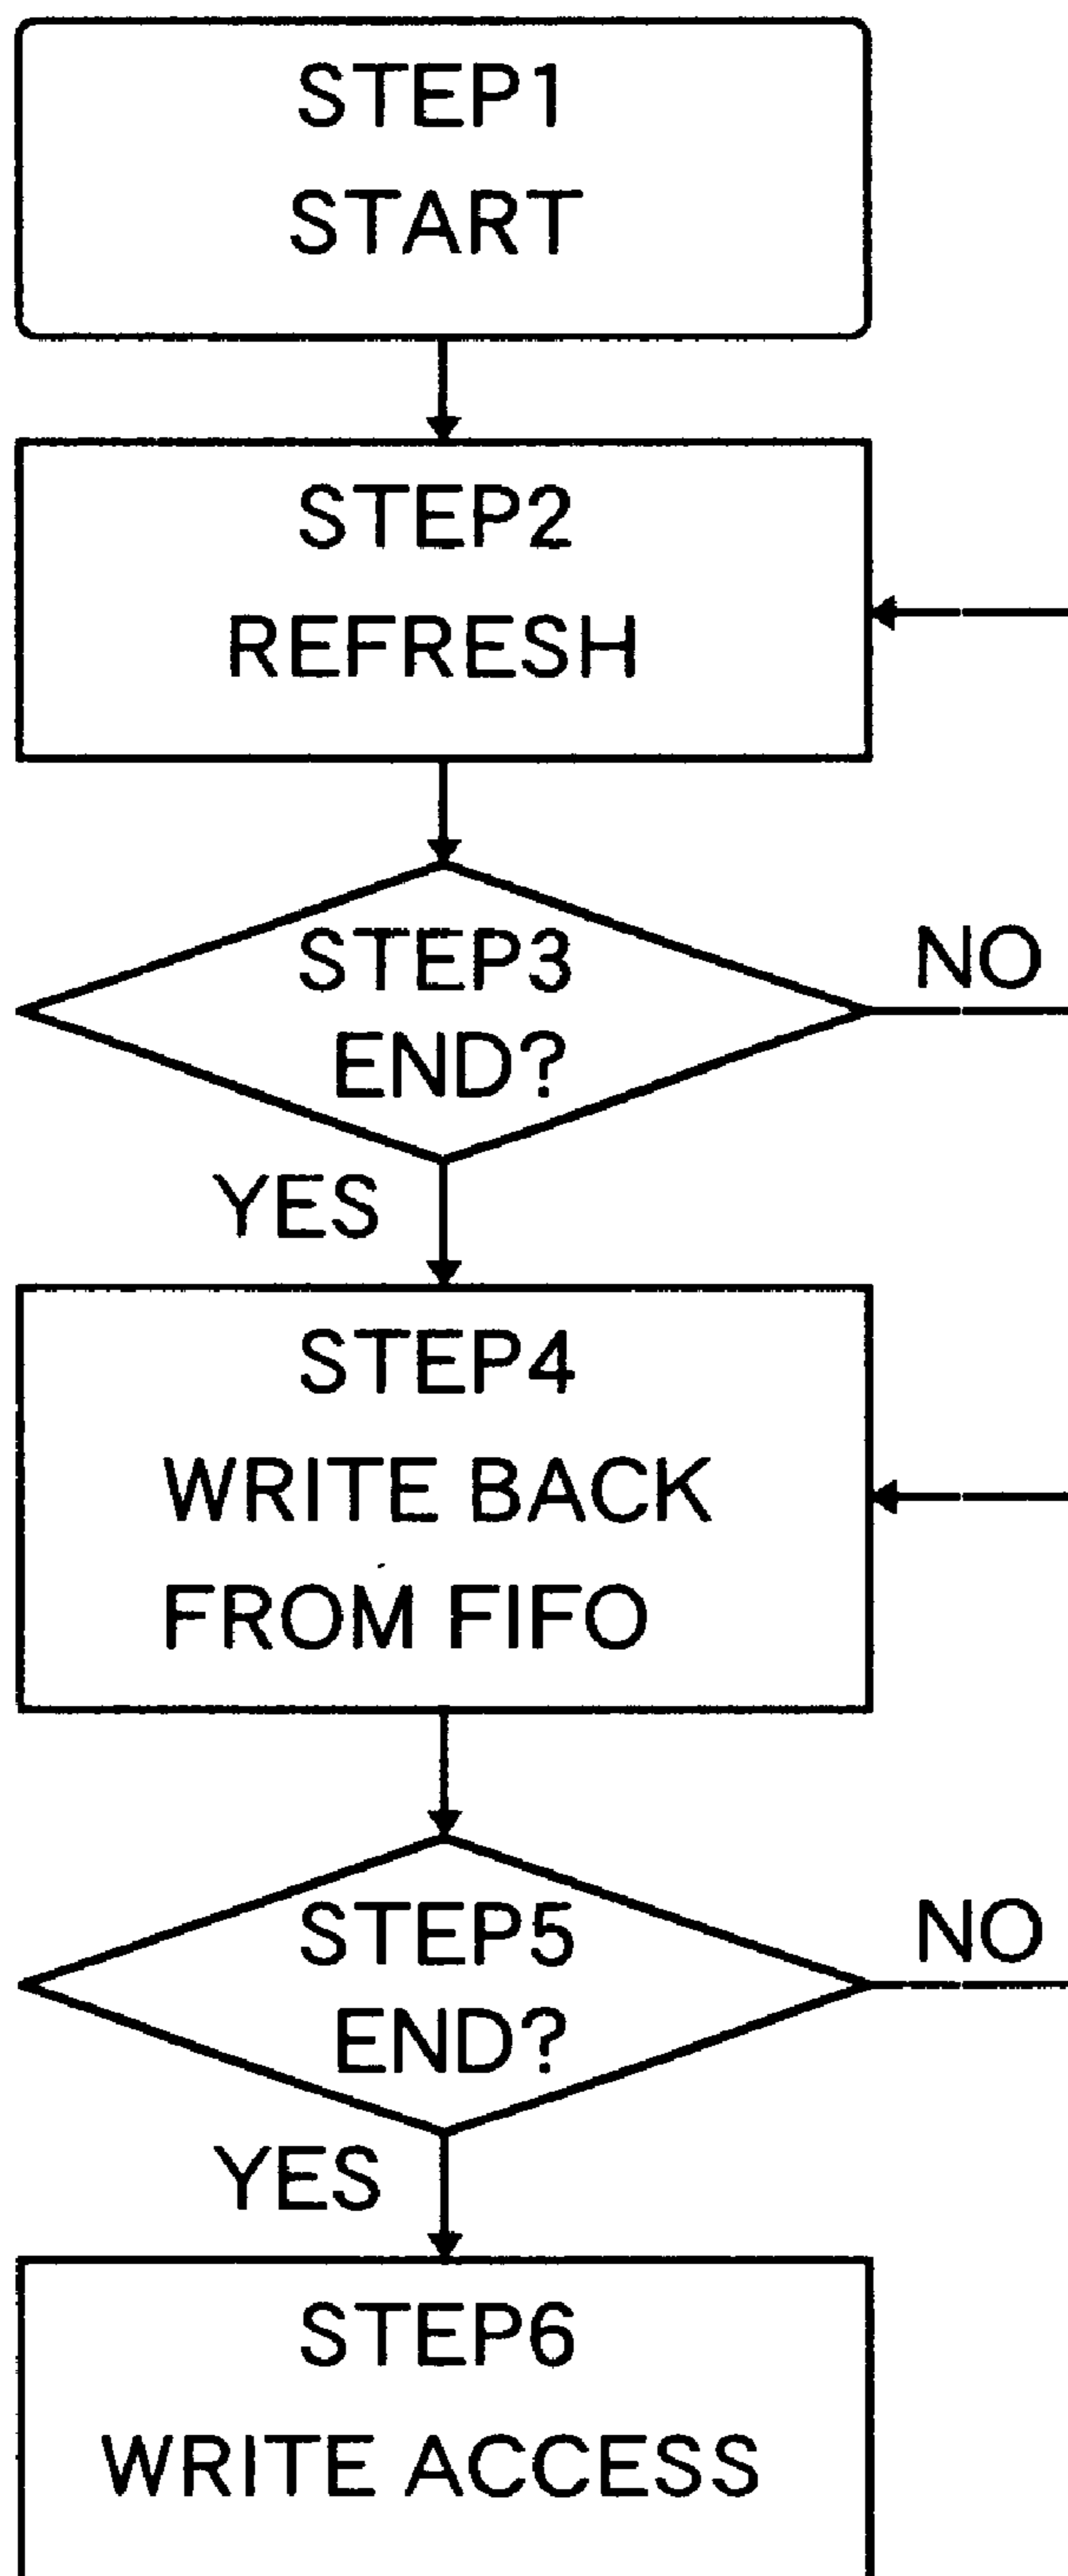 STEP1
START
STEP2
REFRESH
STEP3
END?
NO
YES
STEP4
WRITE BACK
FROM FIFO
STEP5
END?
NO
YES
STEP6
WRITE ACCESS